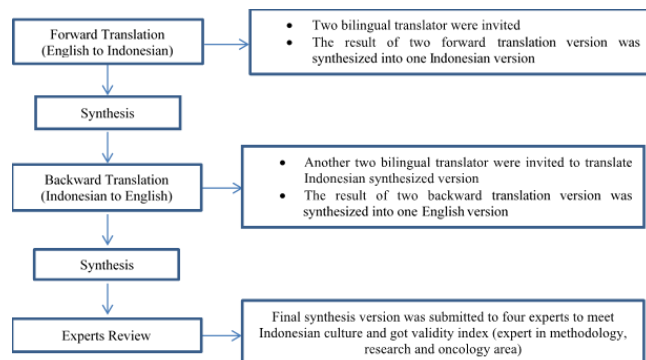 Forward Translation
(English to Indonesian)
• Two bilingual translator were invited
• The result of two forward translation version was
synthesized into one Indonesian version
Synthesis
Backward Translation
(Indonesian to English)
• Another two bilingual translator were invited to translate
Indonesian synthesized version
• The result of two backward translation version was
synthesized into one English version
Synthesis
Experts Review
Final synthesis version was submitted to four experts to meet
Indonesian culture and got validity index (expert in methodology,
research and oncology area)